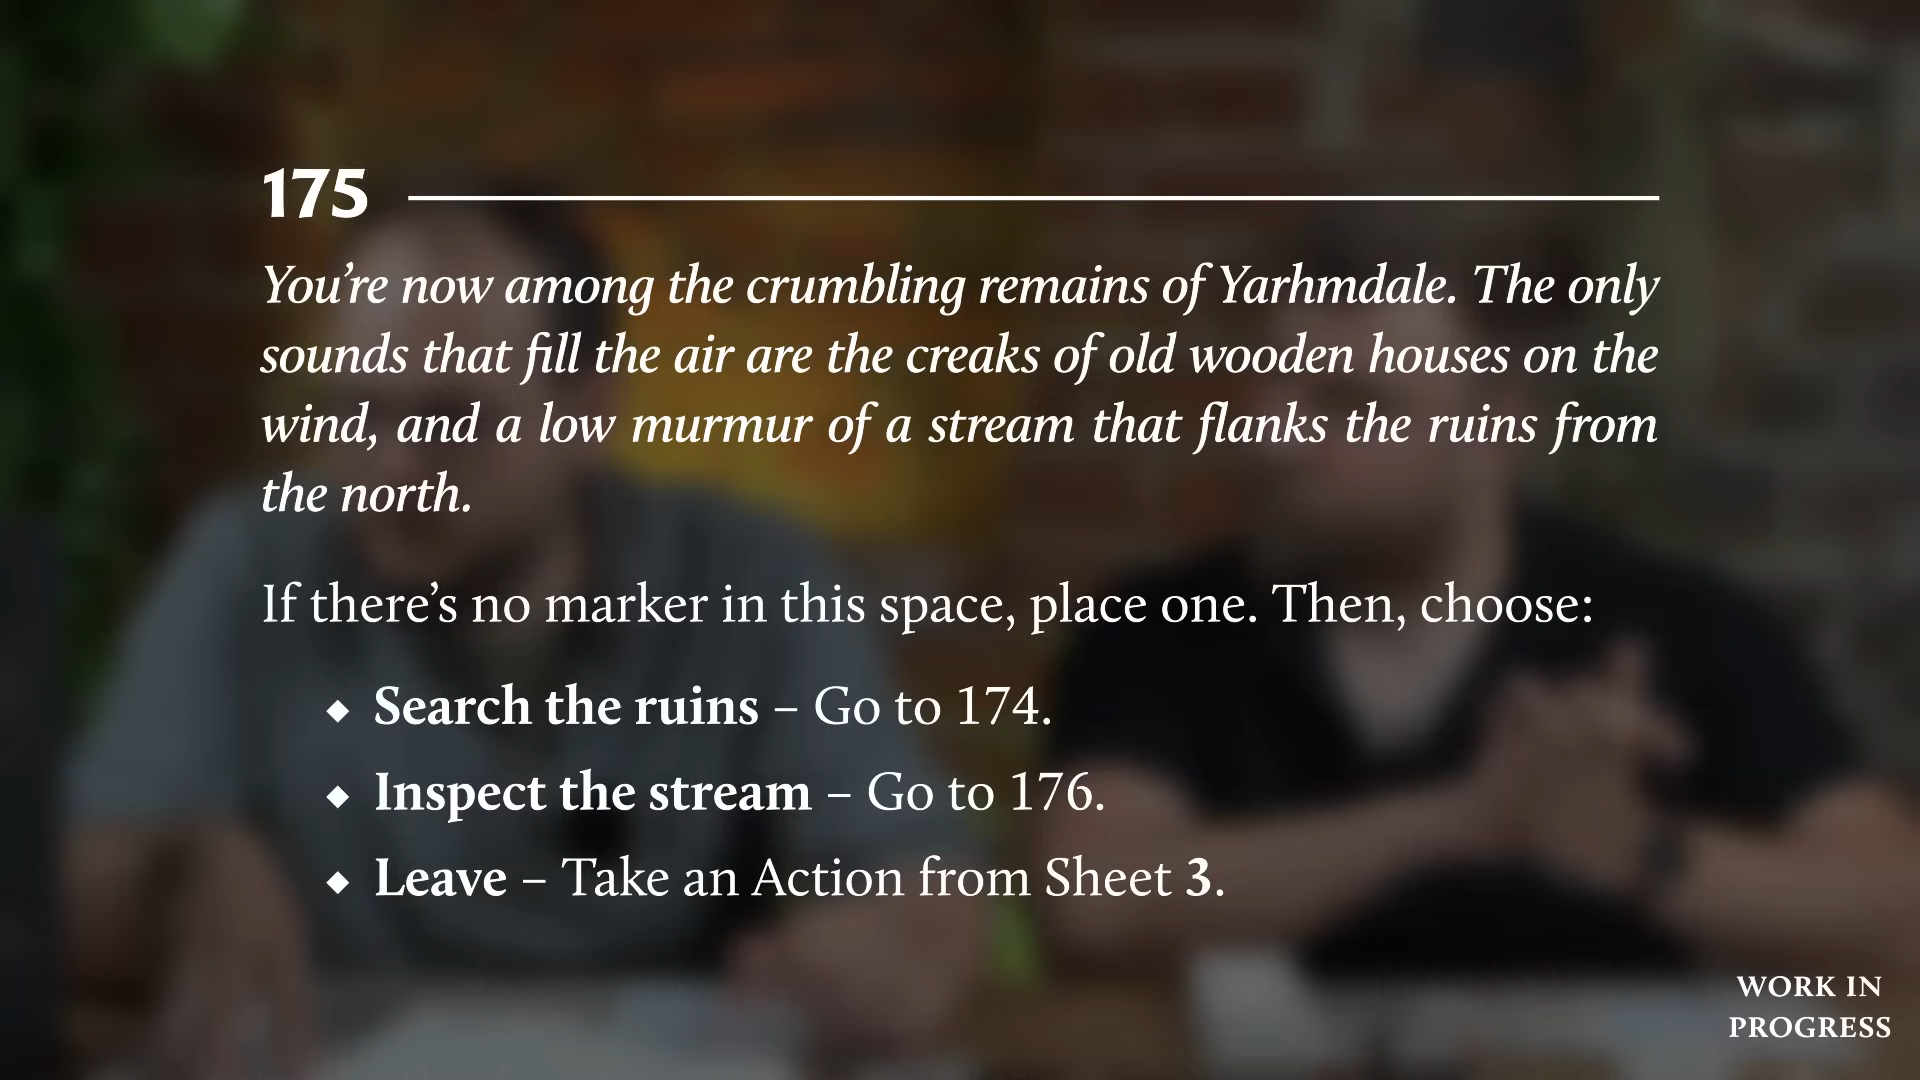 175
You’re now among the crumbling remains of Yarhmdale. The only
sounds that fill the air are the creaks of old wooden houses on the
wind, and a low murmur of a stream that flanks the ruins from
the north.
If there’s no marker in this space, place one. Then, choose:
◆ Search the ruins – Go to 174.
◆ Inspect the stream – Go to 176.
◆ Leave – Take an Action from Sheet 3.
WORK IN
PROGRESS